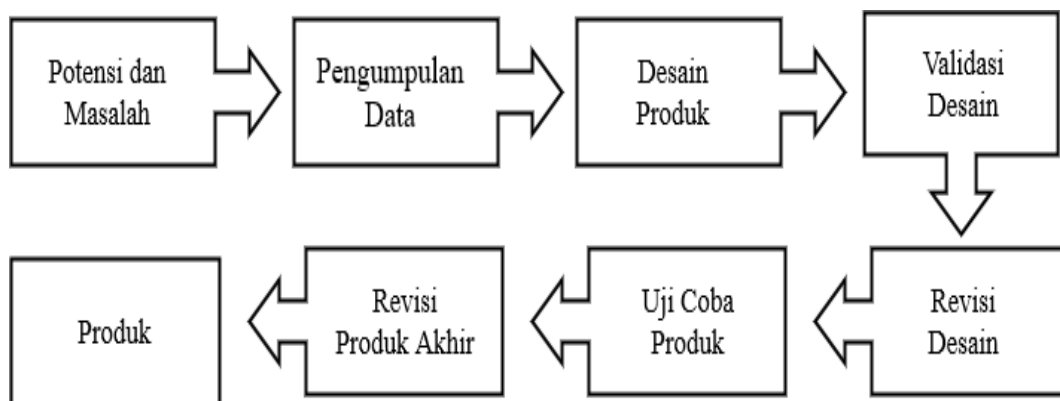 Potensi dan
Masalah
Pengumpulan
Data
Desain
Produk
Validasi
Desain
Revisi
Desain
Uji Coba
Produk
Revisi
Produk Akhir
Produk